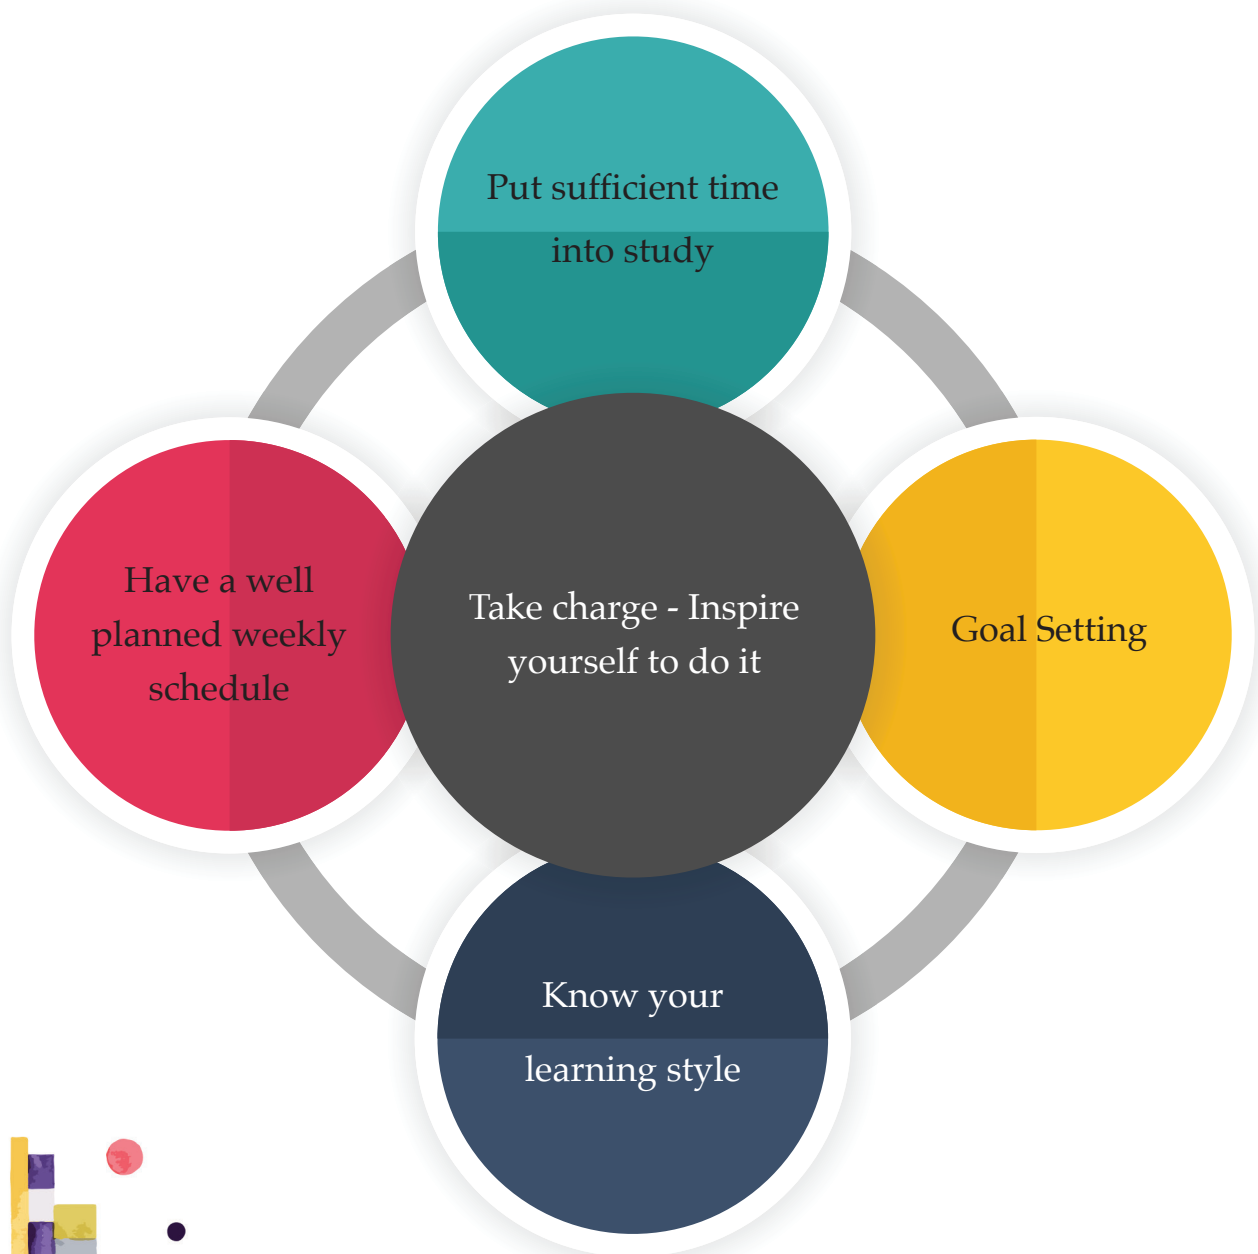 Put sufficient time
into study
Have a well
planned weekly
schedule
Take charge - Inspire
yourself to do it
Goal Setting
Know your
learning style